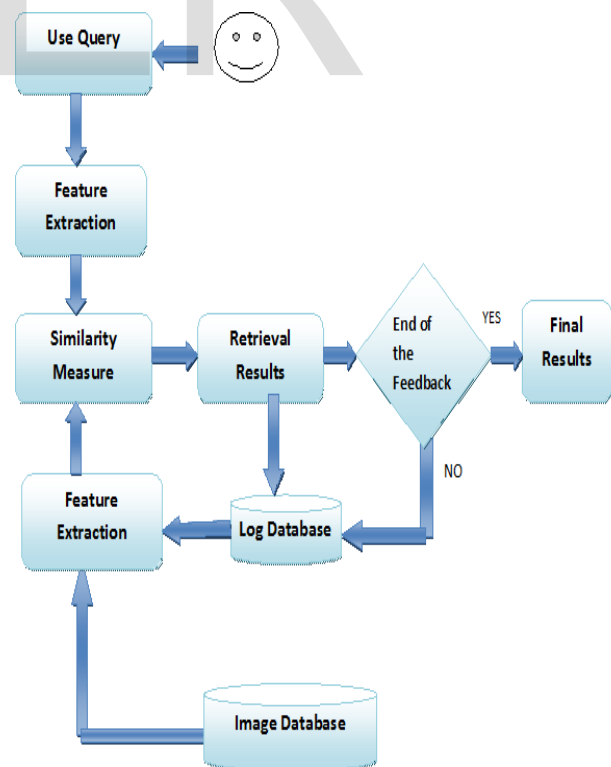 Use Query
Feature
Extraction
Similarity
Measure
Retrieval
Results
End of
the
Feedback
YES
Final
Results
NO
Feature
Extraction
Log Database
Image Database